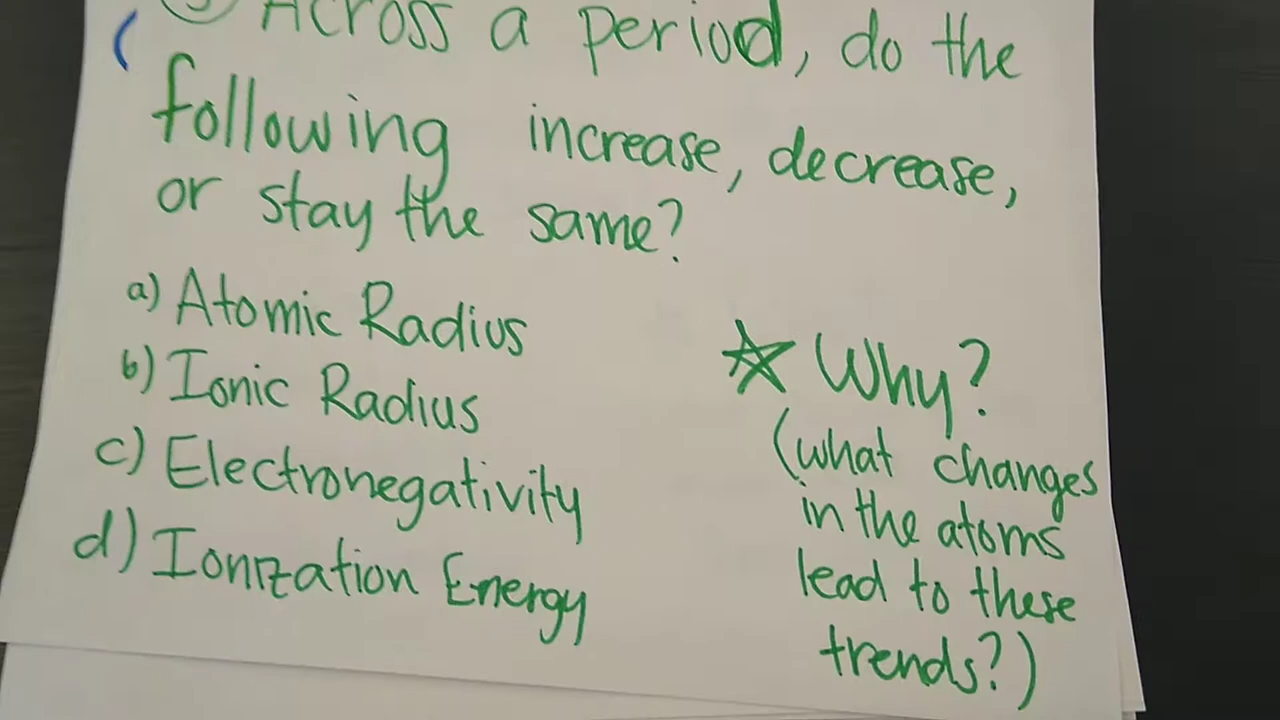 Across a period, do the
following increase, decrease,
or stay the same?
a) Atomic Radius
b) Ionic Radius
c) Electronegativity
d) Ionization Energy
Why?
(what changes
in the atoms
lead to these
trends?)